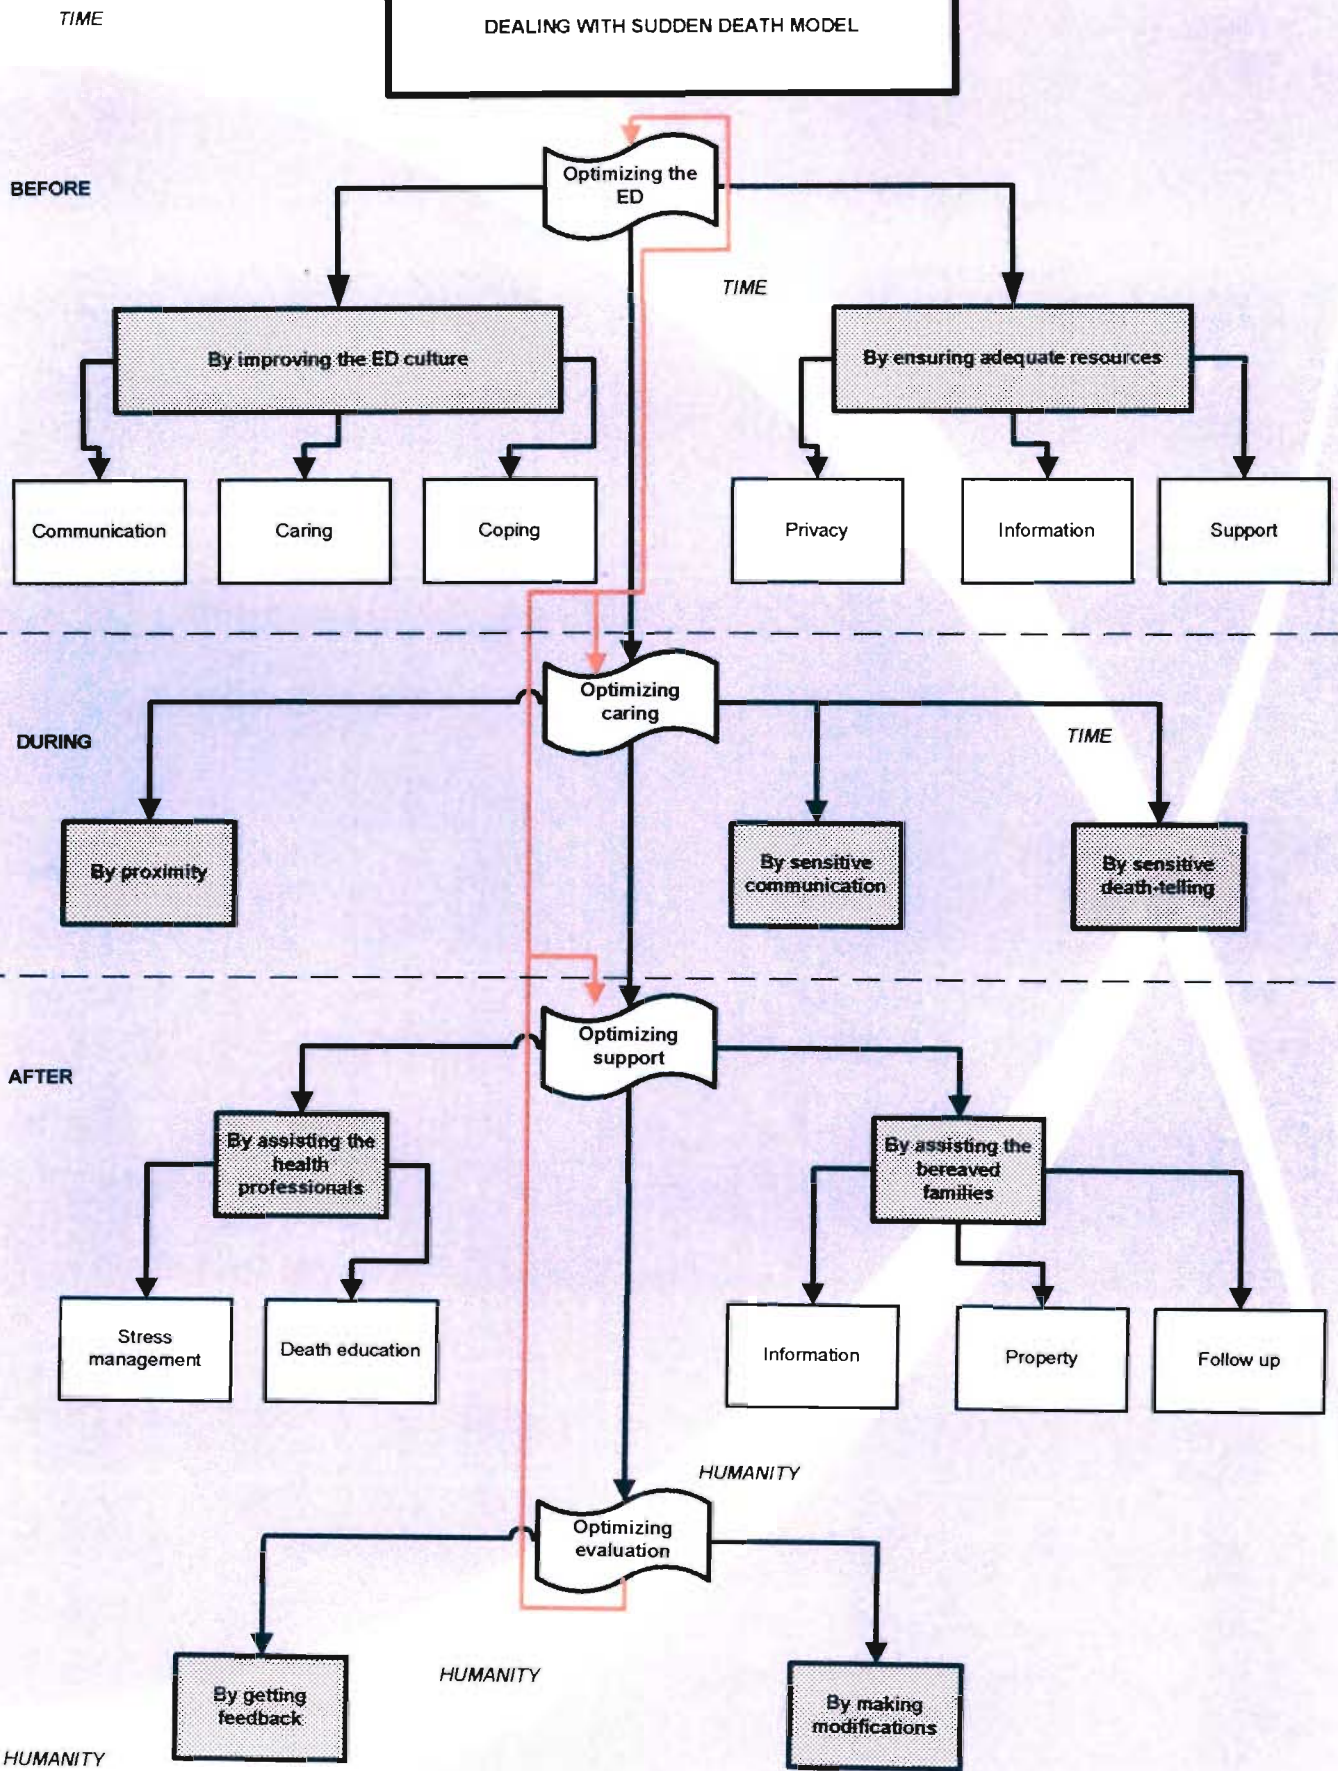 TIME
DEALING WITH SUDDEN DEATH MODEL
BEFORE
Optimizing the
ED
TIME
By improving the ED culture
By ensuring adequate resources
Communication
Caring
Coping
Privacy
Information
Support
Optimizing
caring
DURING
TIME
By proximity
By sensitive
communication
By sensitive
death-telling
Optimizing
support
AFTER
By assisting the
health
professionals
By assisting the
bereaved
families
Stress
management
Death education
Information
Property
Follow up
HUMANITY
Optimizing
evaluation
HUMANITY
By getting
feedback
By making
modifications
HUMANITY